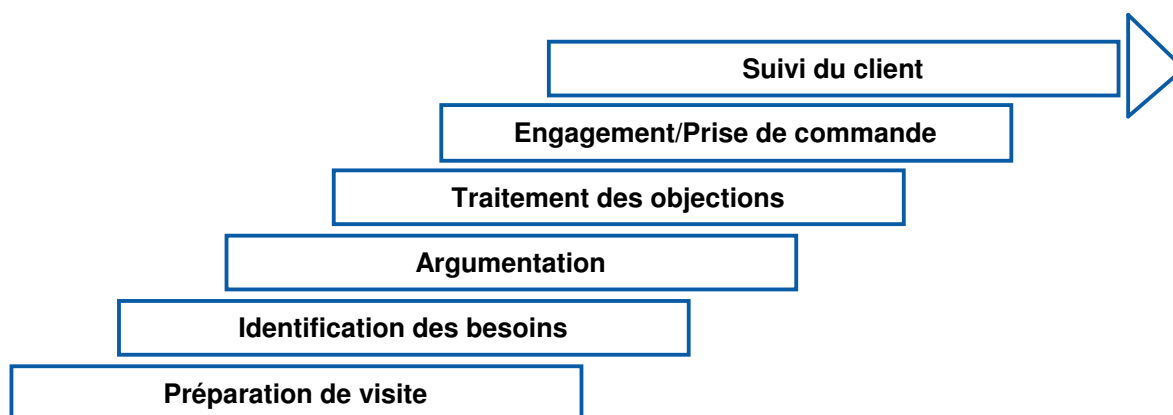 Suivi du client
Engagement/Prise de commande
Traitement des objections
Argumentation
Identification des besoins
Préparation de visite